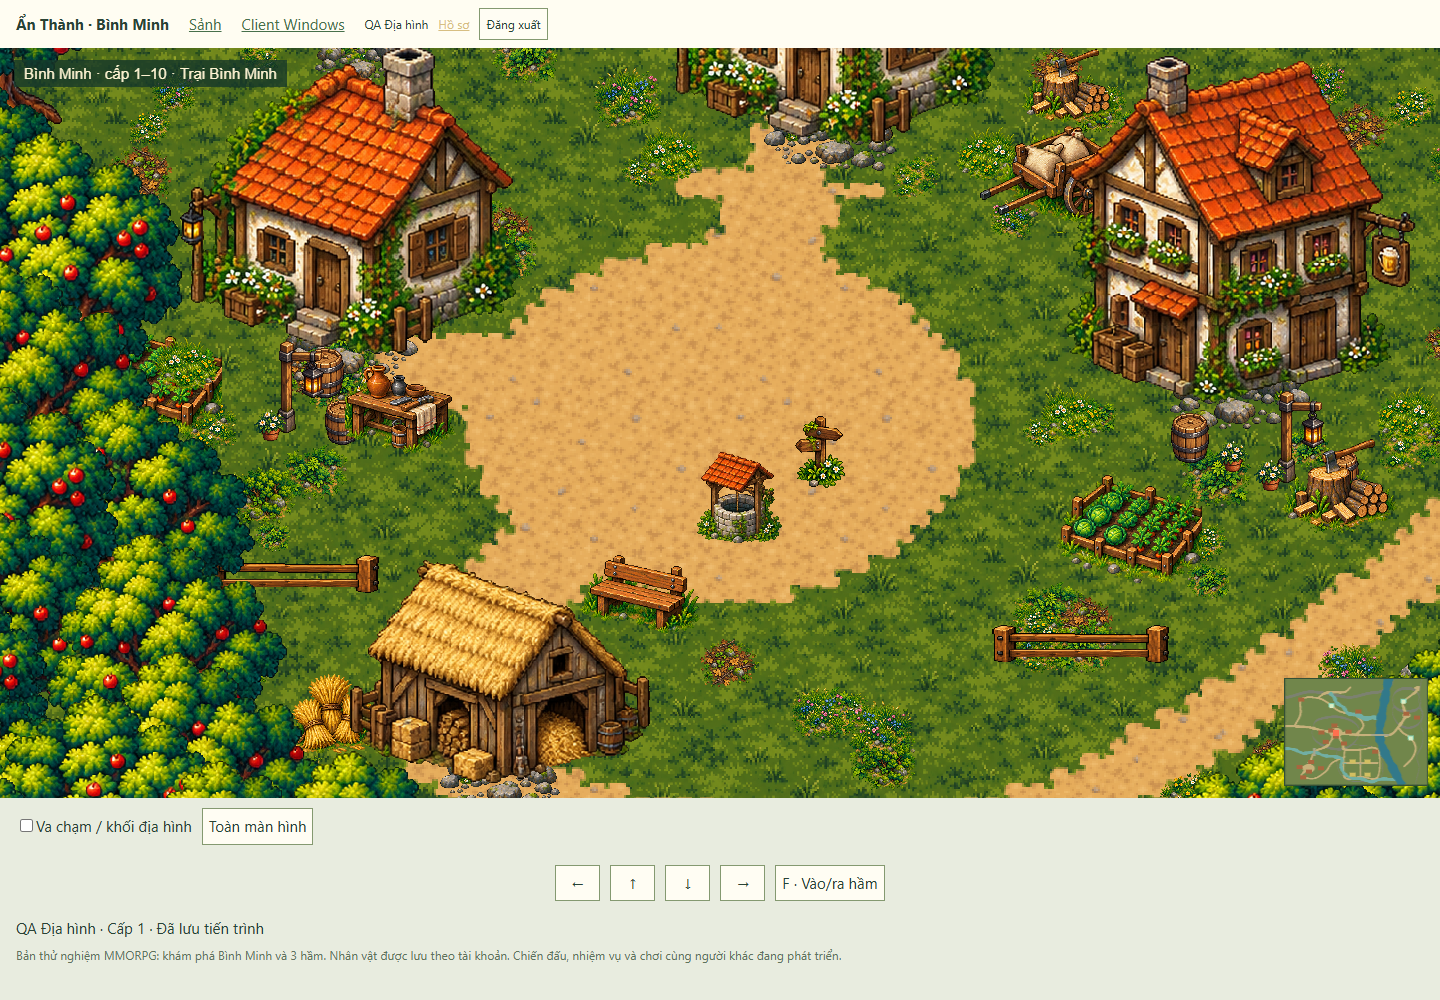 Ẩn Thành · Bình Minh Sảnh Client Windows QA Địa hình Hồ sơ Đăng xuất
Bình Minh · cấp 1–10 · Trại Bình Minh
Va chạm / khối địa hình Toàn màn hình
← ↑ ↓ → F · Vào/ra hầm
QA Địa hình · Cấp 1 · Đã lưu tiến trình
Bản thử nghiệm MMORPG: khám phá Bình Minh và 3 hầm. Nhân vật được lưu theo tài khoản. Chiến đấu, nhiệm vụ và chơi cùng người khác đang phát triển.